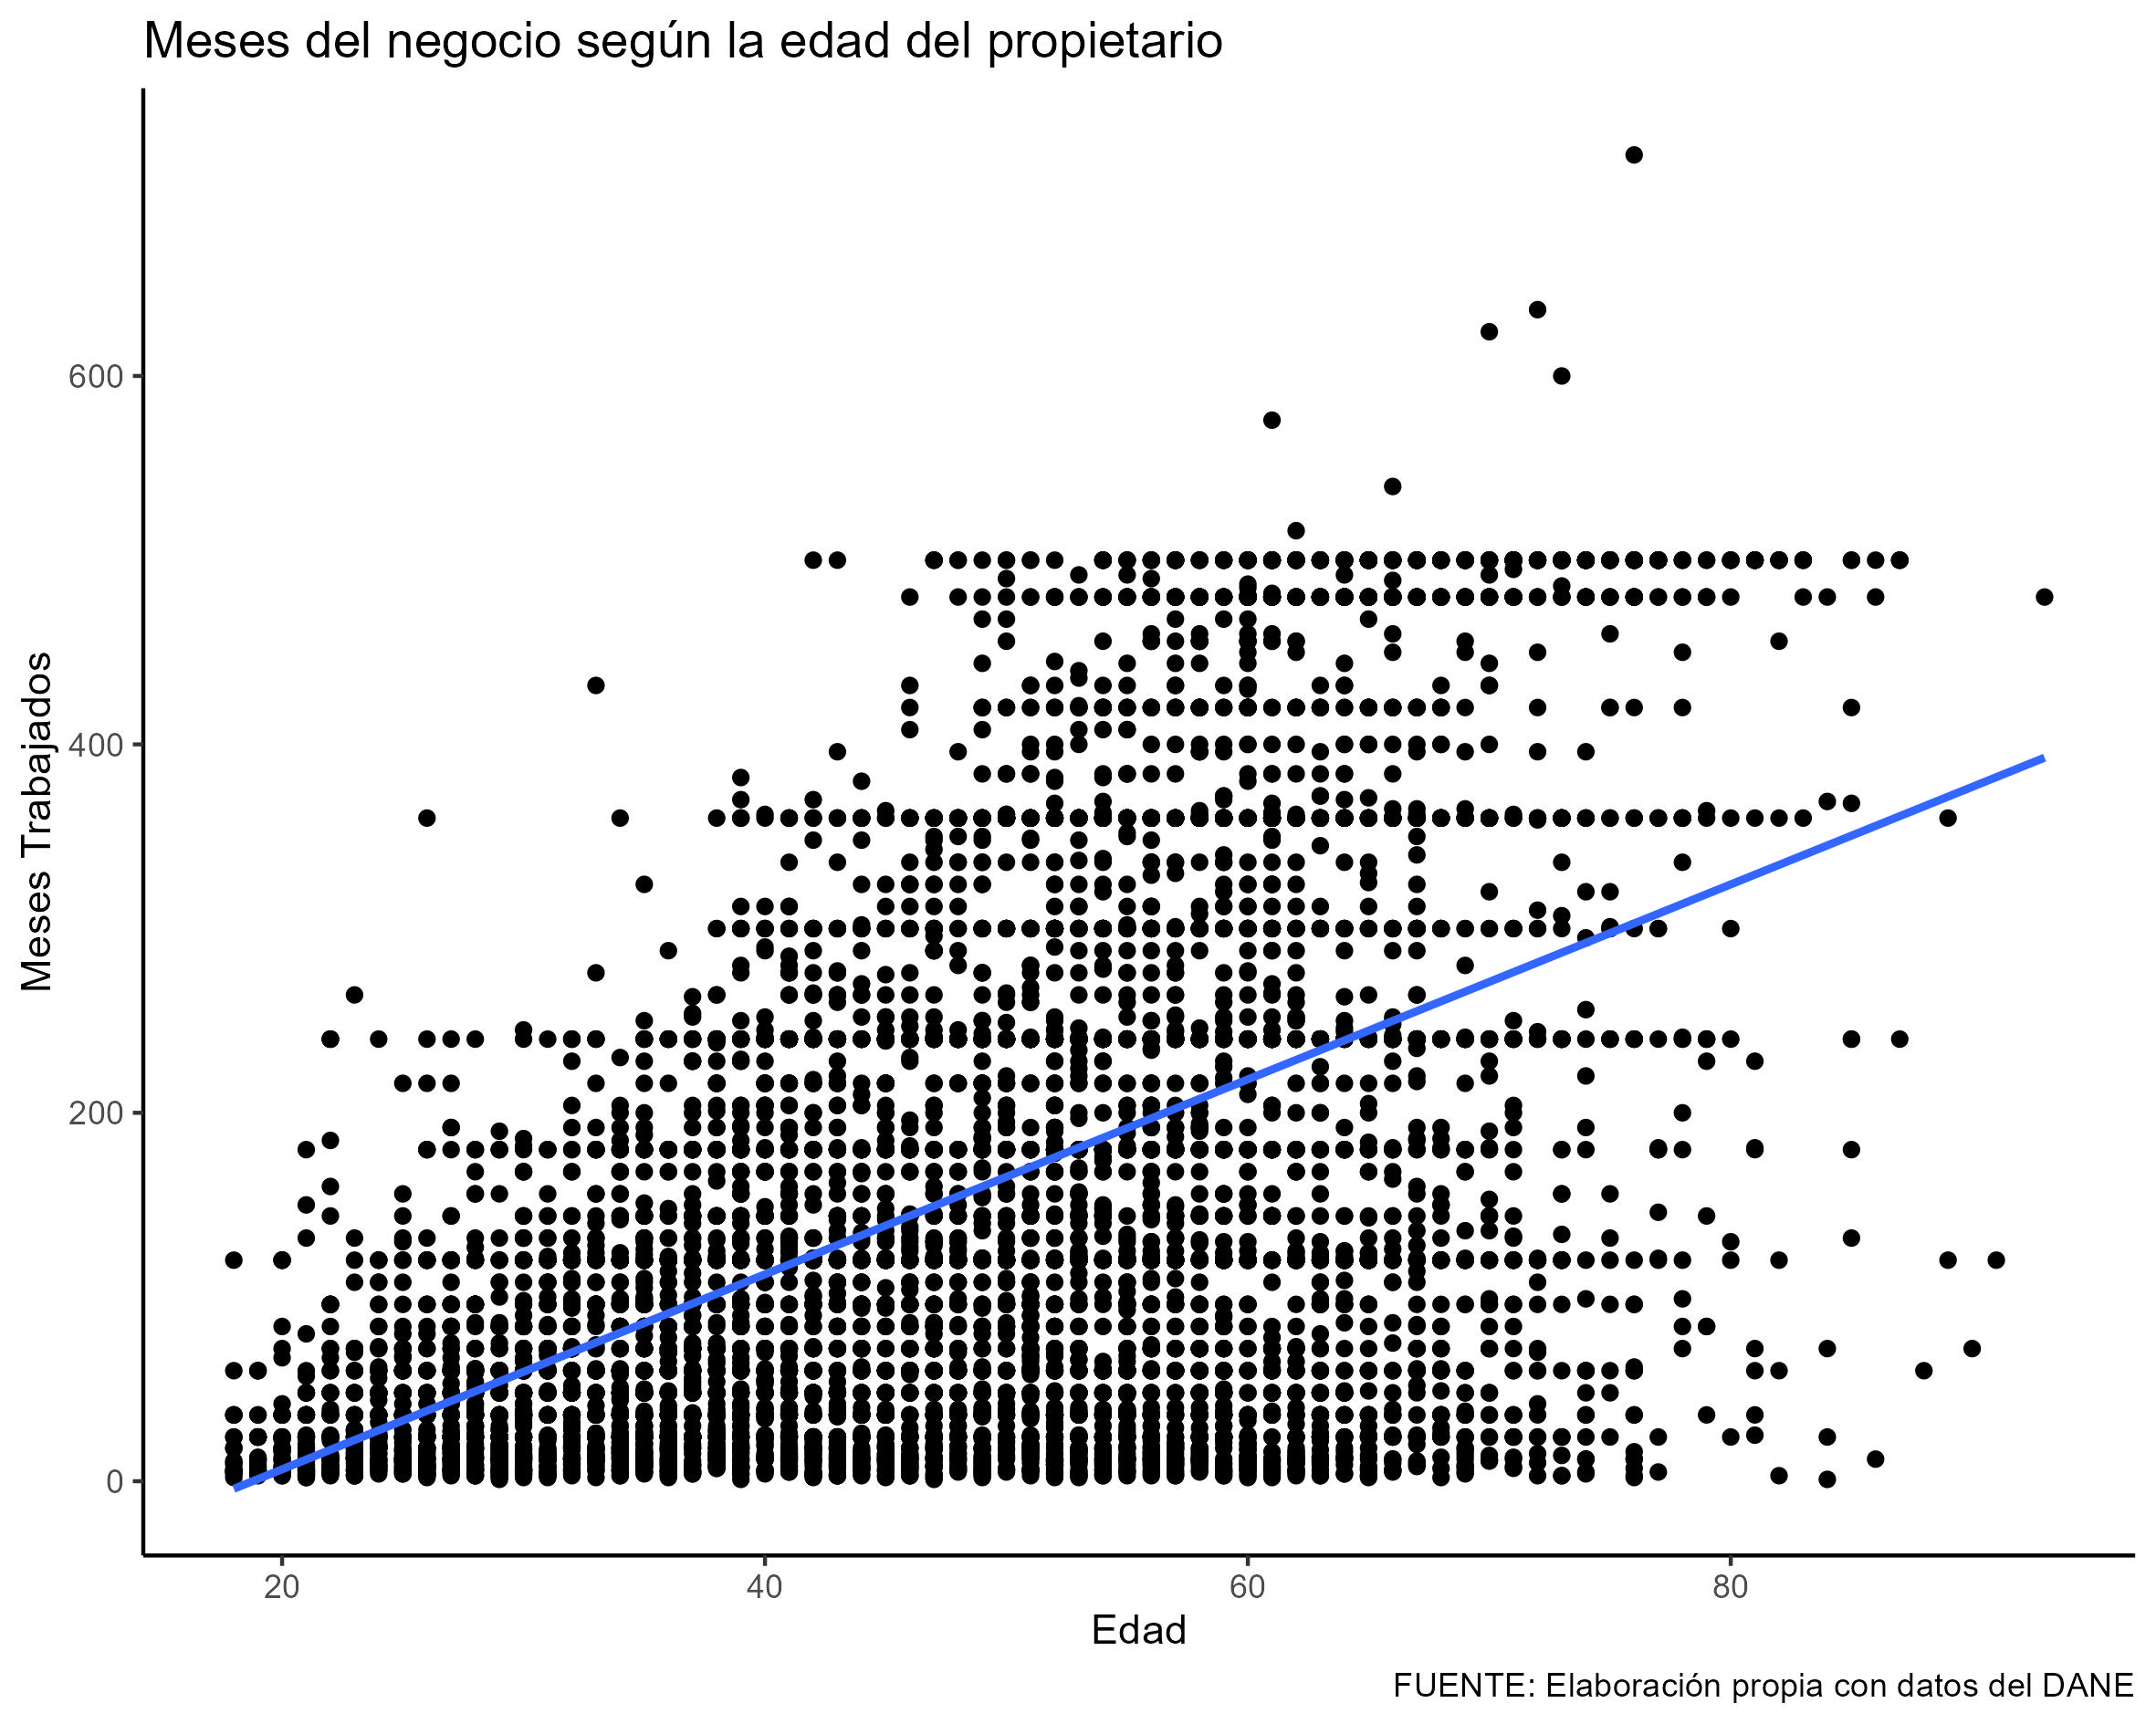 Meses del negocio según la edad del propietario
Meses Trabajados
600
400
200
0
20
40
60
80
Edad
FUENTE: Elaboración propia con datos del DANE